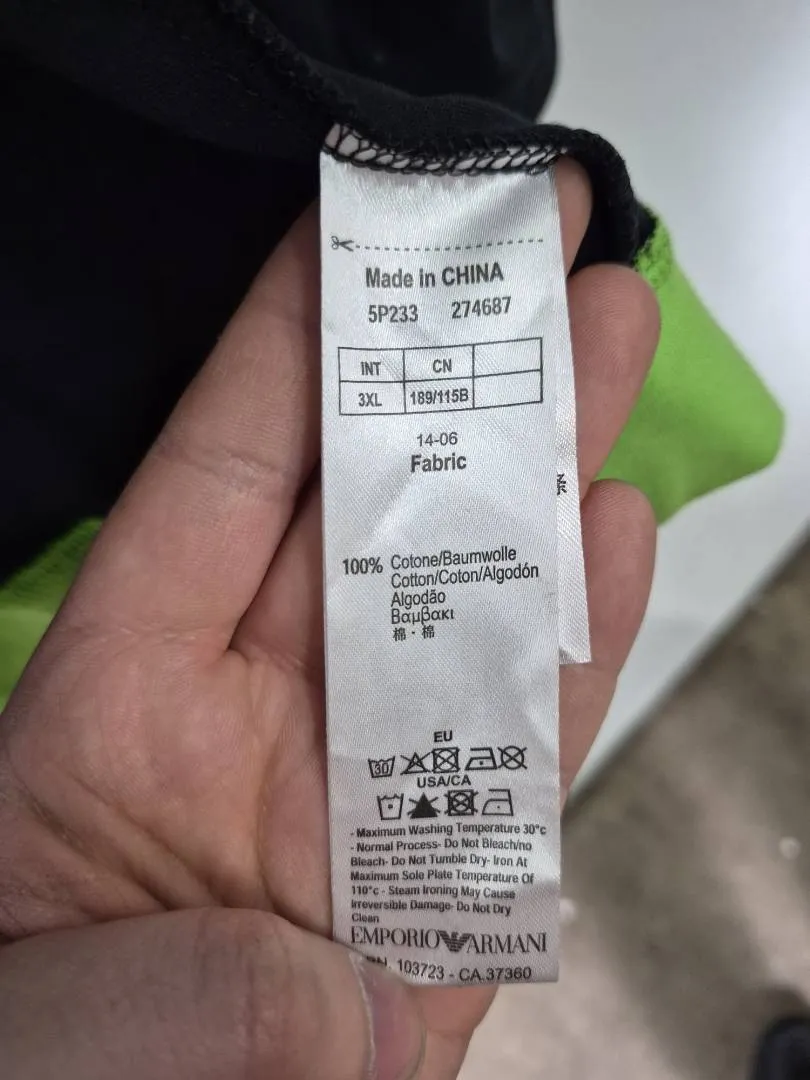 Made in CHINA
5P233 274687
INT CN
3XL 189/115B
14-06
Fabric
100% Cotone/Baumwolle
Cotton/Coton/Algodón
Algodão
Βαμβακι
棉・棉
EU
30
USA/CA
- Maximum Washing Temperature 30°c
- Normal Process- Do Not Bleach/no
Bleach- Do Not Tumble Dry- Iron At
Maximum Sole Plate Temperature Of
110°c - Steam Ironing May Cause
Irreversible Damage- Do Not Dry
Clean
EMPORIO ARMANI
103723 - CA.37360